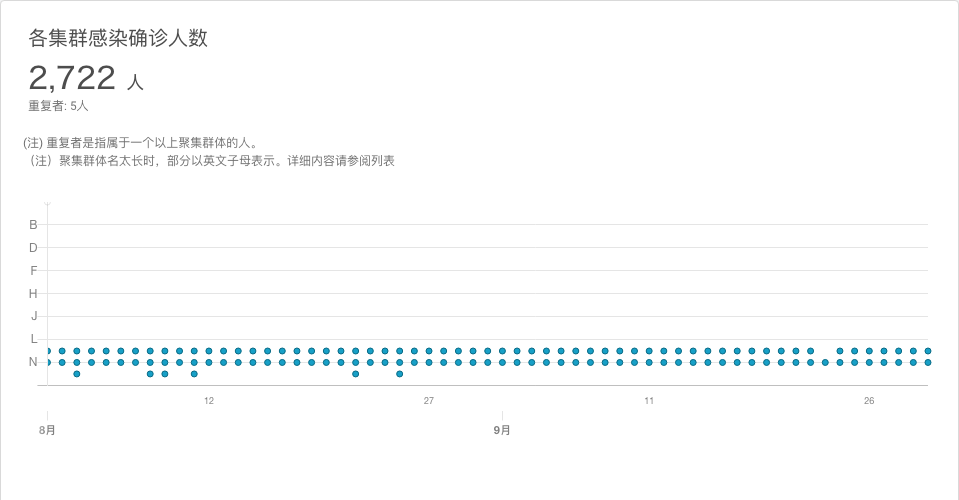 各集群感染确诊人数
2,722 人
重复者: 5人
(注) 重复者是指属于一个以上聚集群体的人。
（注）聚集群体名太长时，部分以英文子母表示。详细内容请参阅列表
B
D
F
H
J
L
N
12 27 11 26
8月 9月